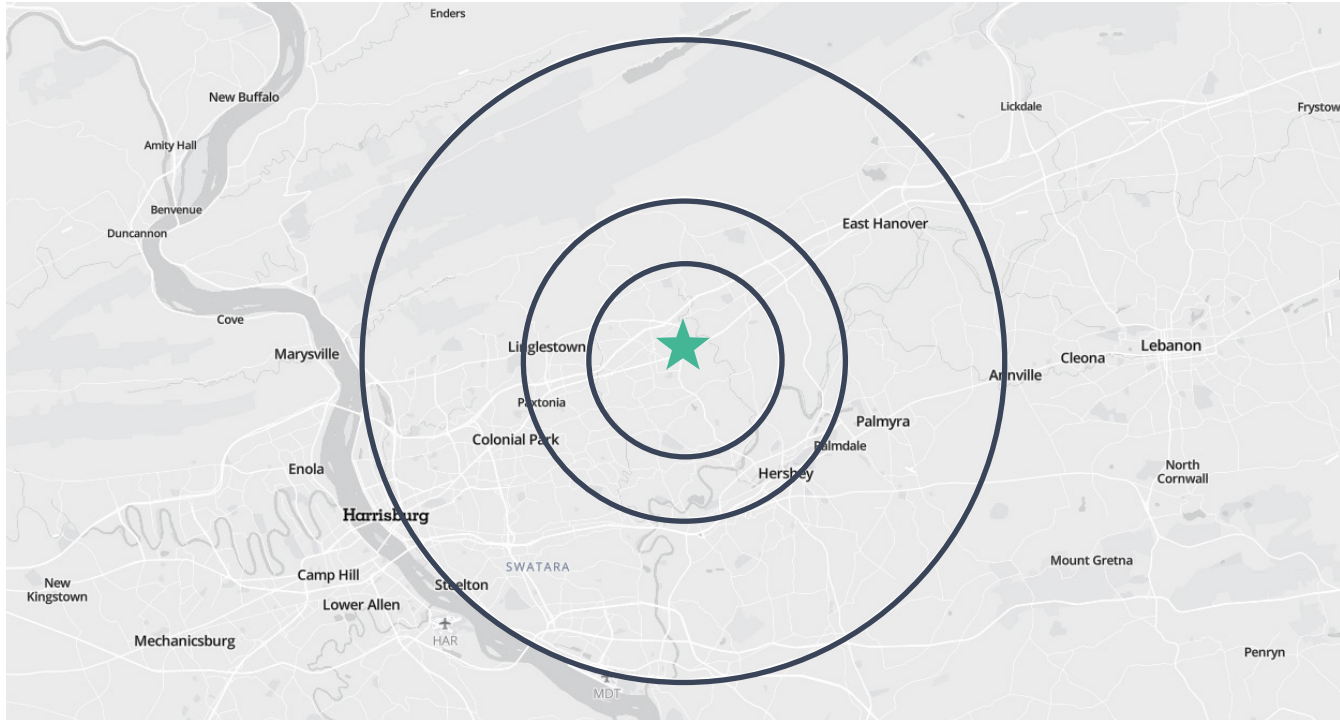 Enders
New Buffalo
Lickdale
Frystow
Amity Hall
Benvenue
East Hanover
Duncannon
Cove
Linglestown
Lebanon
Marysville
Cleona
Annville
Paxtonia
Palmyra
Colonial Park
Palmdale
Enola
Hershey
North
Cornwall
Harrisburg
Mount Gretna
SWATARA
Camp Hill
Steelton
New
Kingstown
Lower Allen
Mechanicsburg
HAR
Penryn
MDT